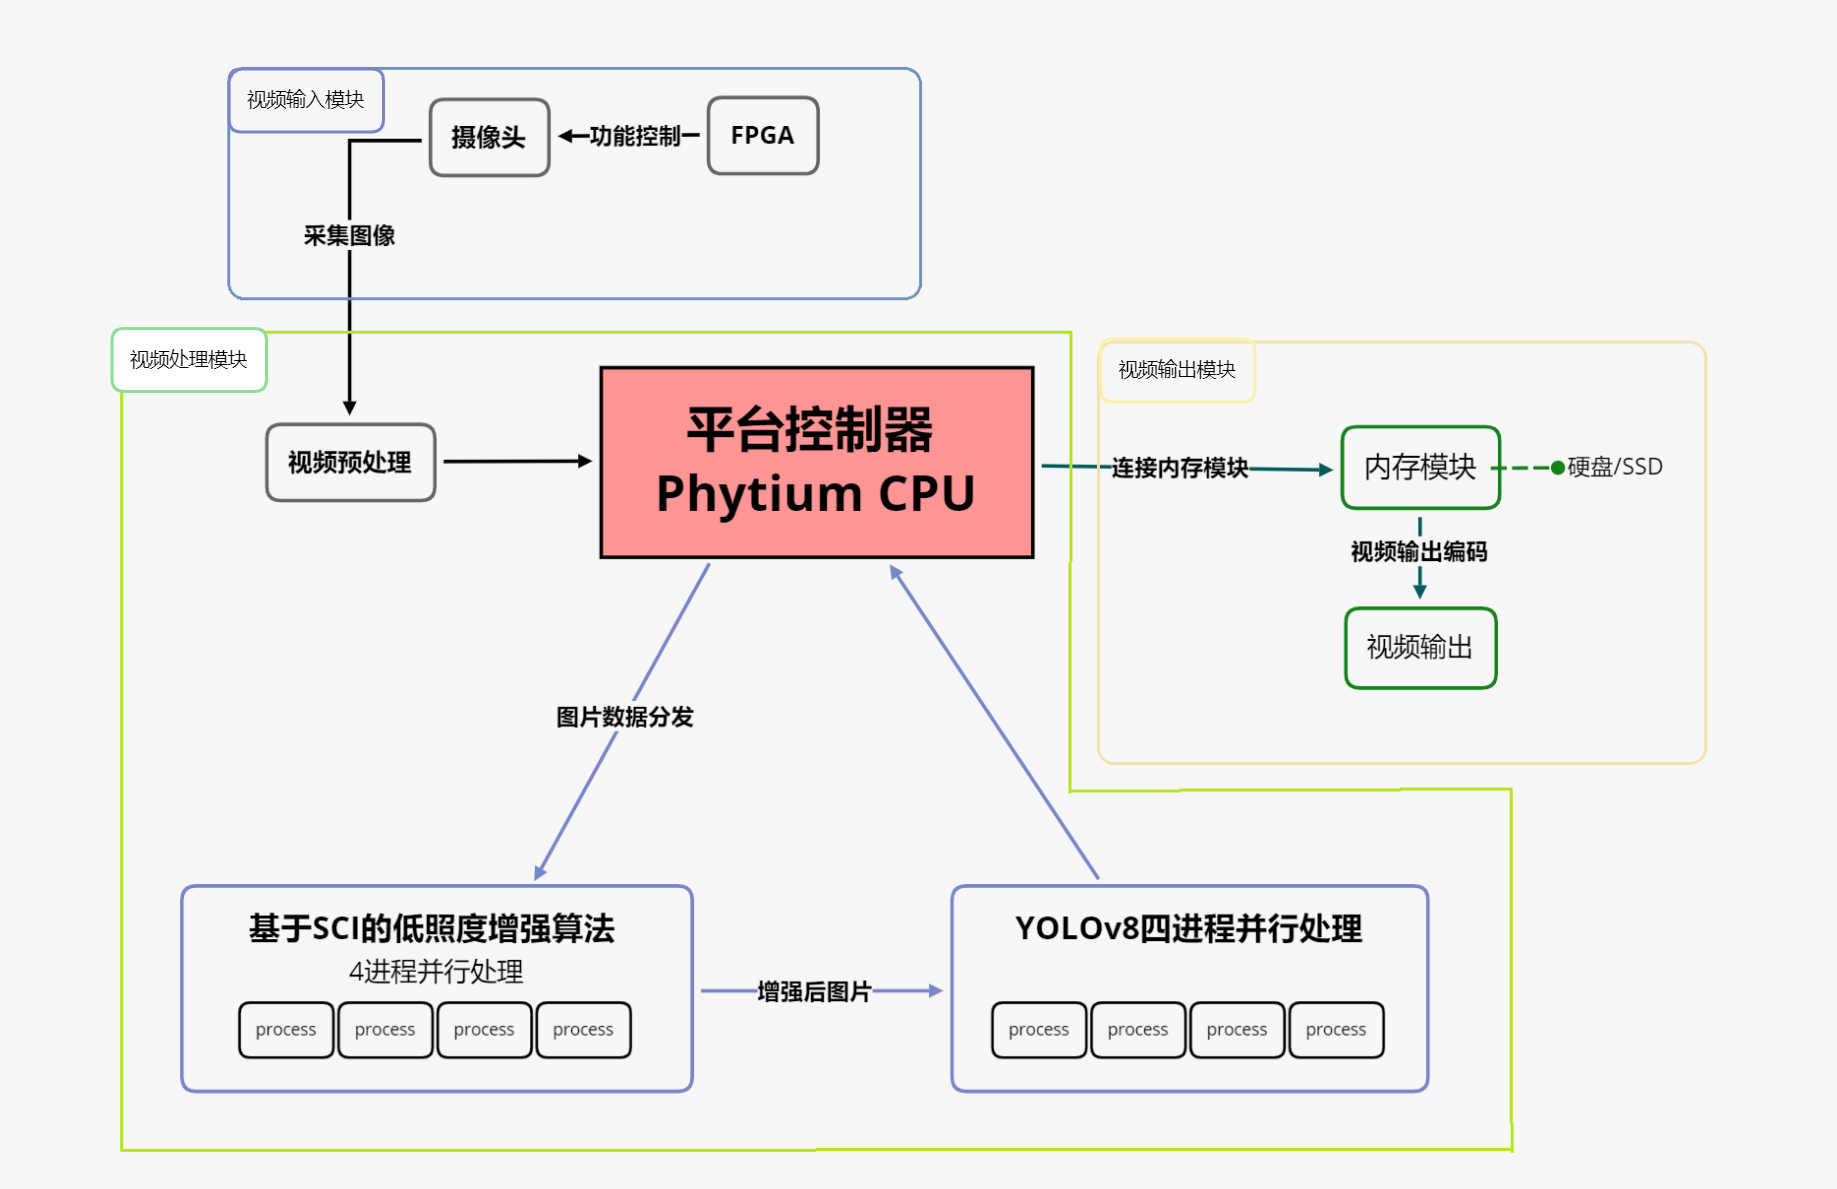 视频输入模块
摄像头
功能控制
FPGA
采集图像
视频处理模块
视频预处理
平台控制器
Phytium CPU
视频输出模块
连接内存模块
内存模块
硬盘/SSD
视频输出编码
视频输出
图片数据分发
基于SCI的低照度增强算法
4进程并行处理
process process process process
增强后图片
YOLOv8四进程并行处理
process process process process